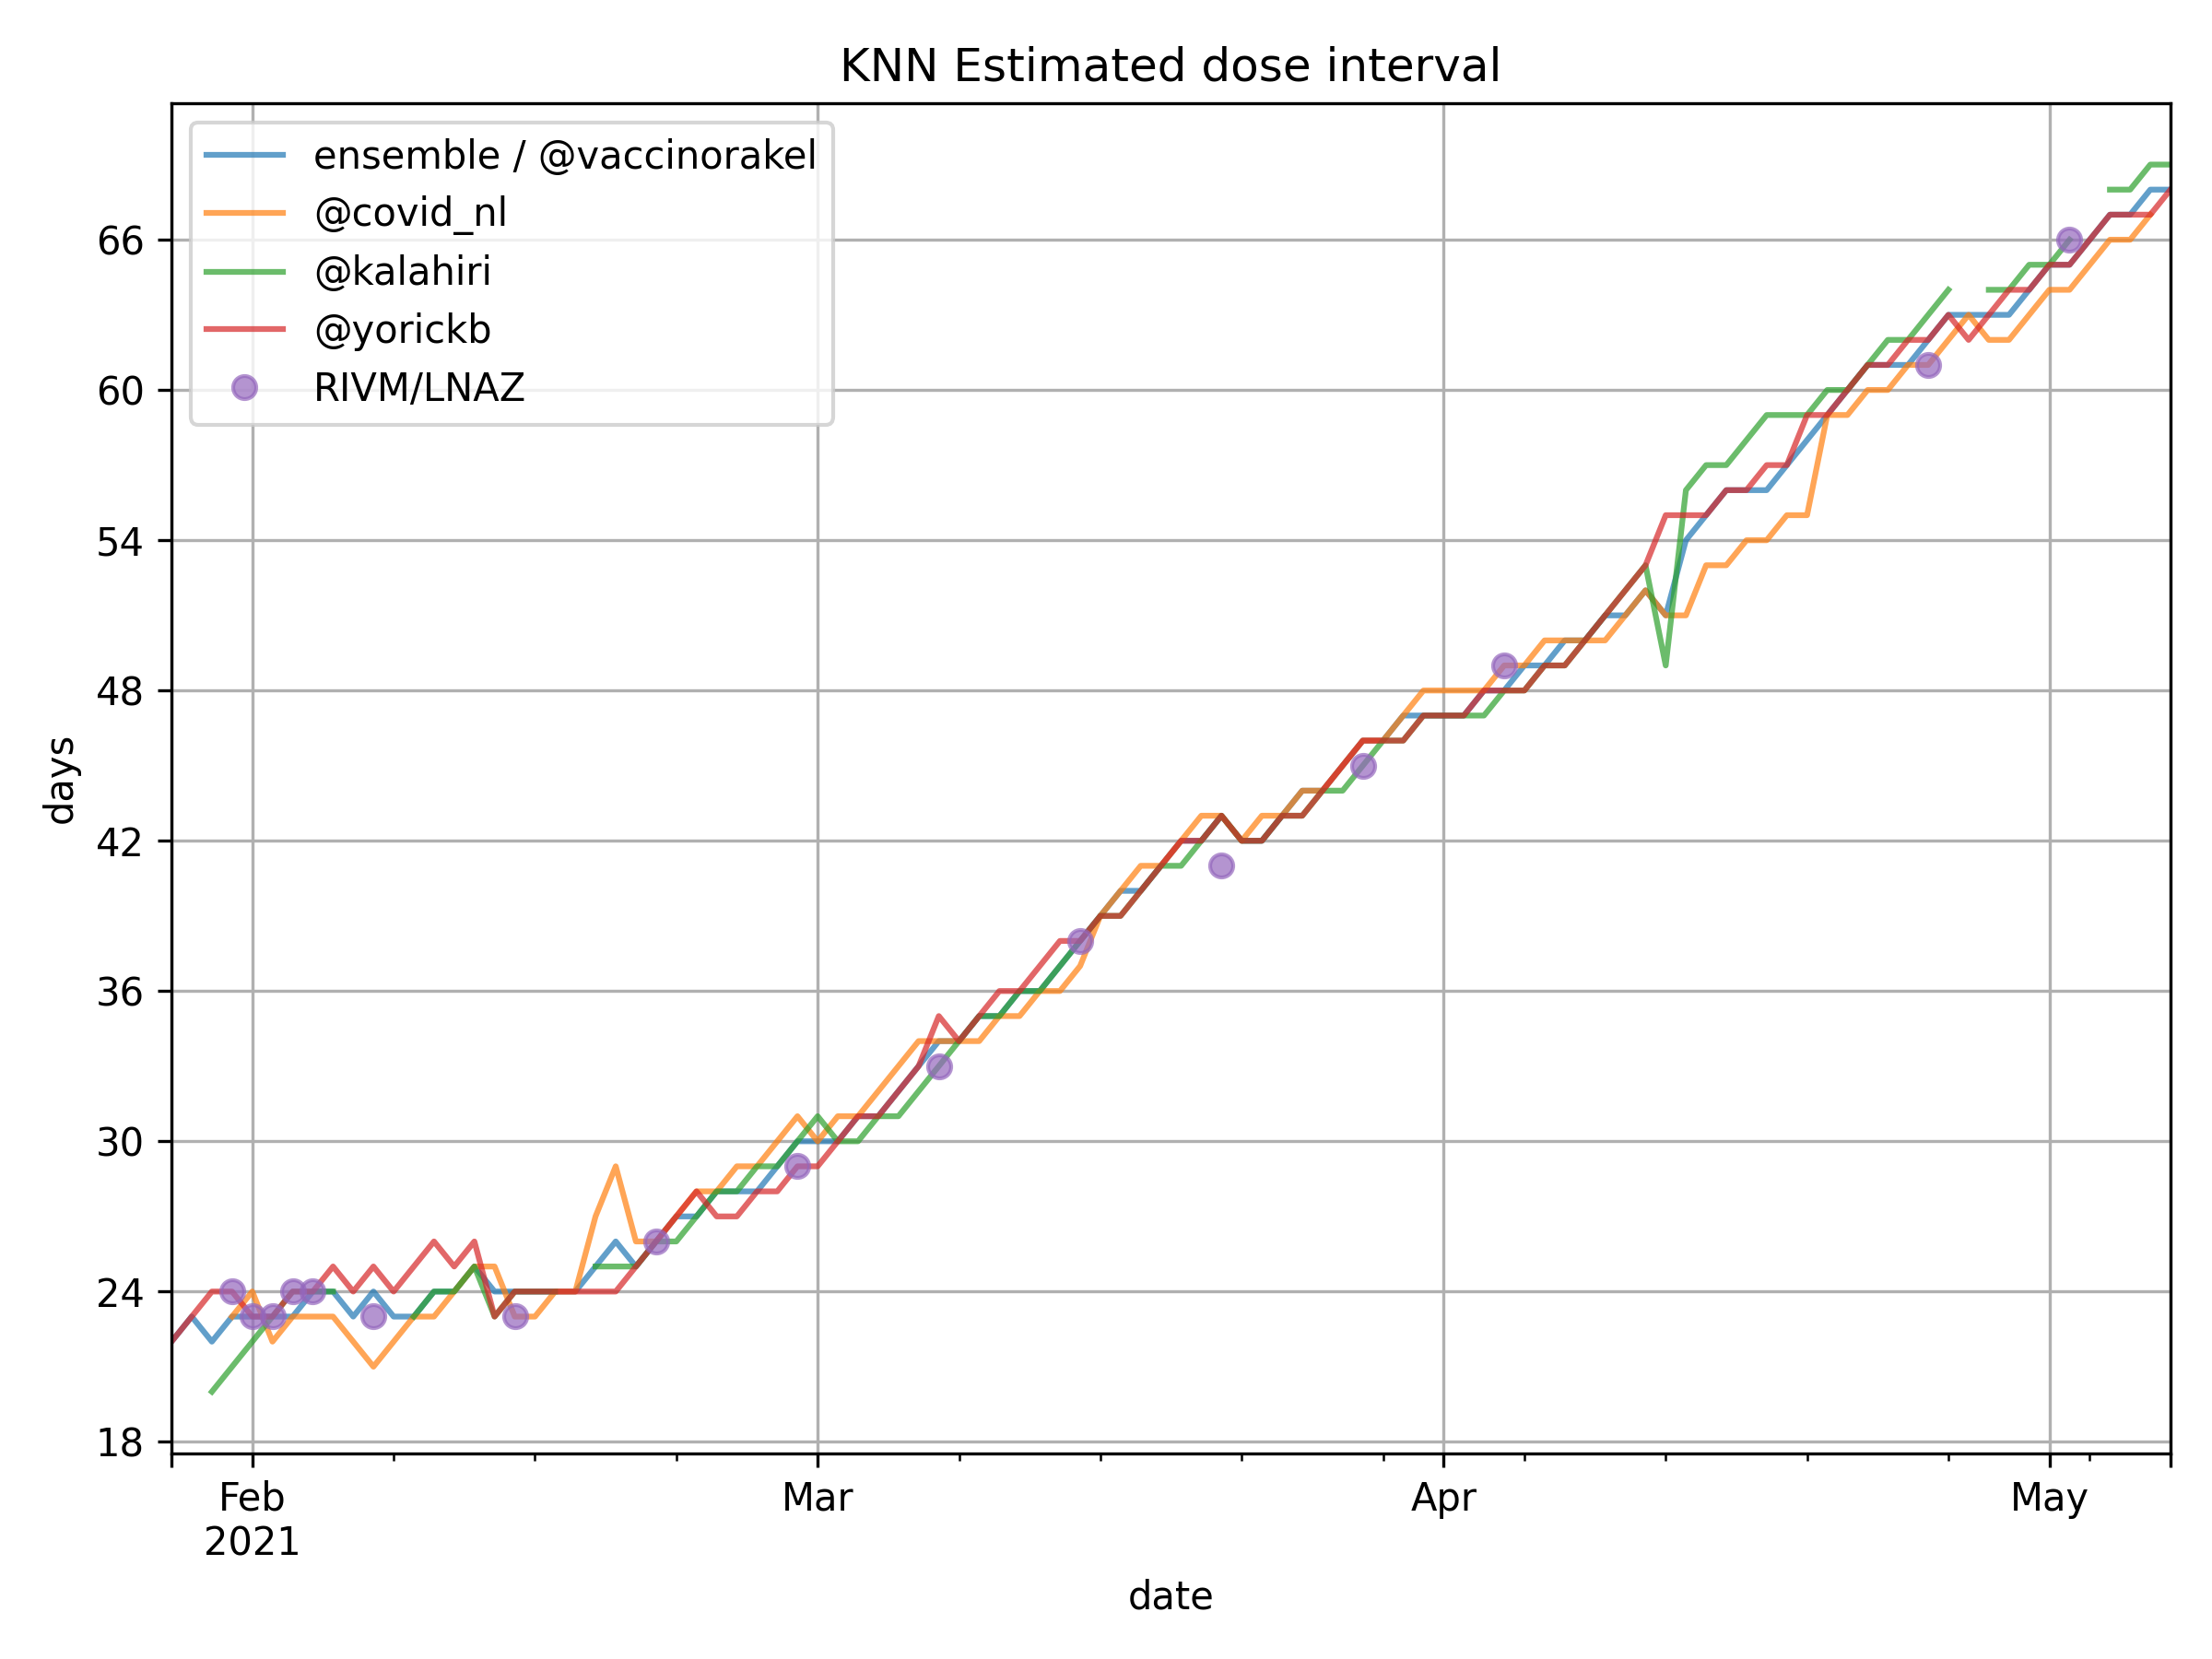 KNN Estimated dose interval
ensemble / @vaccinorakel
@covid_nl
@kalahiri
@yorickb
RIVM/LNAZ
66
60
54
48
42
36
30
24
18
days
Feb
2021
Mar
Apr
May
date